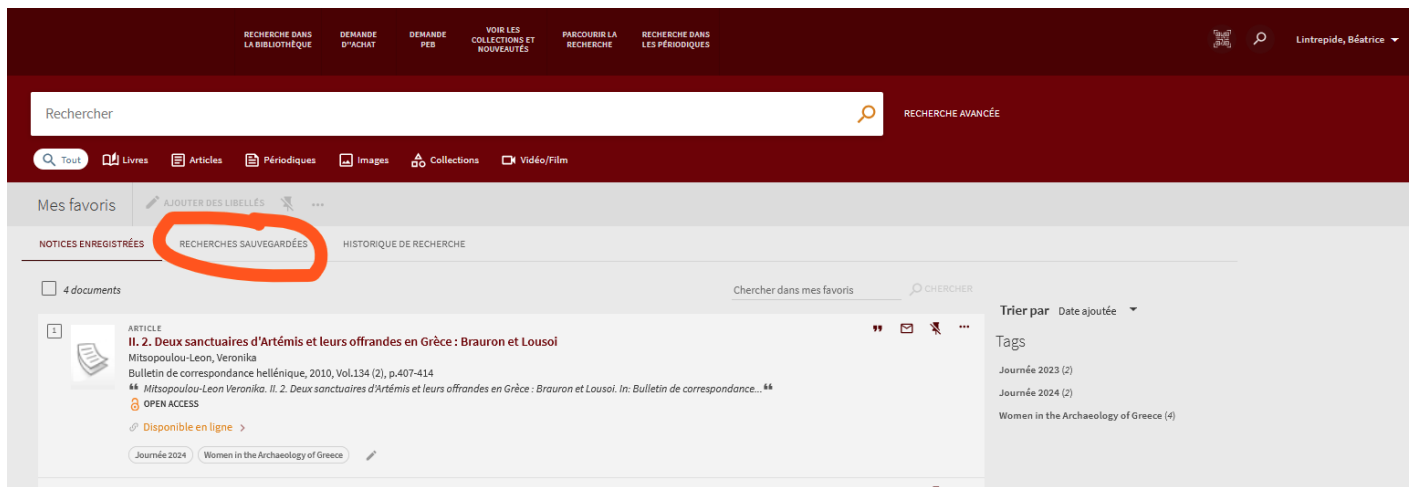 RECHERCHE DANS
LA BIBLIOTHÈQUE
DEMANDE
D"ACHAT
DEMANDE
PEB
VOIR LES
COLLECTIONS ET
NOUVEAUTÉS
PARCOURIR LA
RECHERCHE
RECHERCHE DANS
LES PÉRIODIQUES
Lintrepide, Béatrice
Rechercher
RECHERCHE AVANCÉE
Tout Livres Articles Périodiques Images Collections Vidéo/Film
Mes favoris AJOUTER DES LIBELLÉS ...
NOTICES ENREGISTRÉES RECHERCHES SAUVEGARDÉES HISTORIQUE DE RECHERCHE
4 documents
Chercher dans mes favoris CHERCHER
1
ARTICLE
II. 2. Deux sanctuaires d'Artémis et leurs offrandes en Grèce : Brauron et Lousoi
Mitsopoulou-Leon, Veronika
Bulletin de correspondance hellénique, 2010, Vol.134 (2), p.407-414
❝ Mitsopoulou-Leon Veronika. II. 2. Deux sanctuaires d'Artémis et leurs offrandes en Grèce : Brauron et Lousoi. In: Bulletin de correspondance... ❝
OPEN ACCESS
Disponible en ligne >
Journée 2024 Women in the Archaeology of Greece
Trier par Date ajoutée
Tags
Journée 2023 (2)
Journée 2024 (2)
Women in the Archaeology of Greece (4)